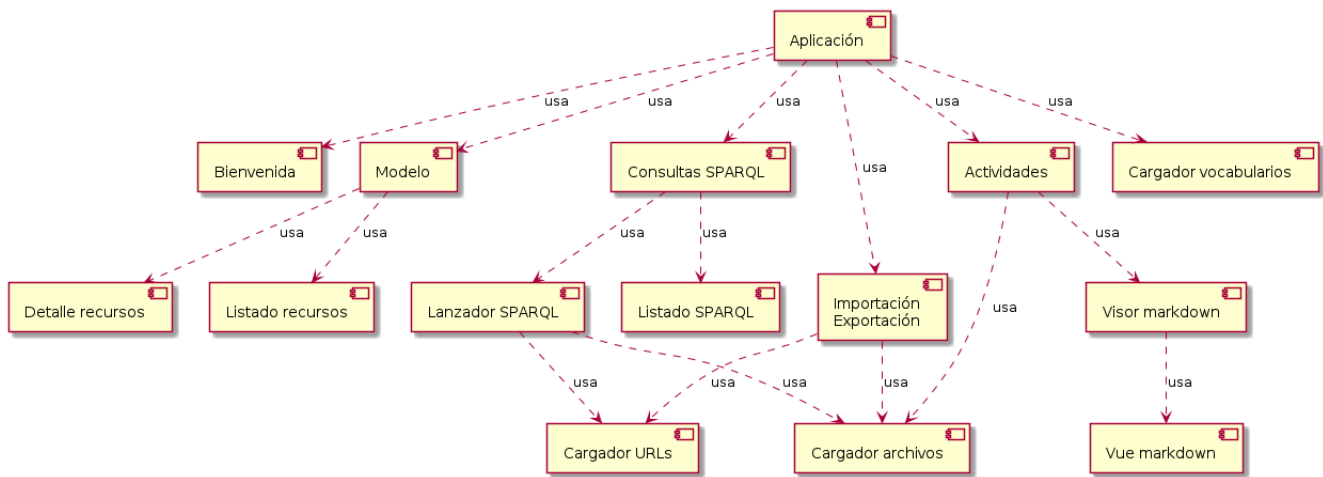 Aplicación
usa
usa
usa
usa
usa
Bienvenida
Modelo
Consultas SPARQL
Actividades
Cargador vocabularios
usa
usa
usa
usa
usa
usa
Detalle recursos
Listado recursos
Lanzador SPARQL
Listado SPARQL
Importación
Exportación
Visor markdown
usa
usa
usa
usa
usa
usa
Cargador URLs
Cargador archivos
Vue markdown